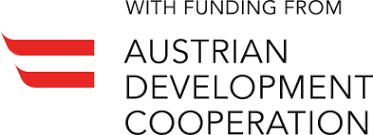 WITH FUNDING FROM
AUSTRIAN
DEVELOPMENT
COOPERATION